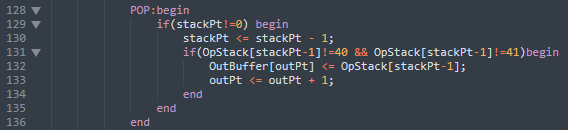 128 POP:begin
129 if(stackPt!=0) begin
130 stackPt <= stackPt - 1;
131 if(OpStack[stackPt-1]!=40 && OpStack[stackPt-1]!=41)begin
132 OutBuffer[outPt] <= OpStack[stackPt-1];
133 outPt <= outPt + 1;
134 end
135 end
136 end